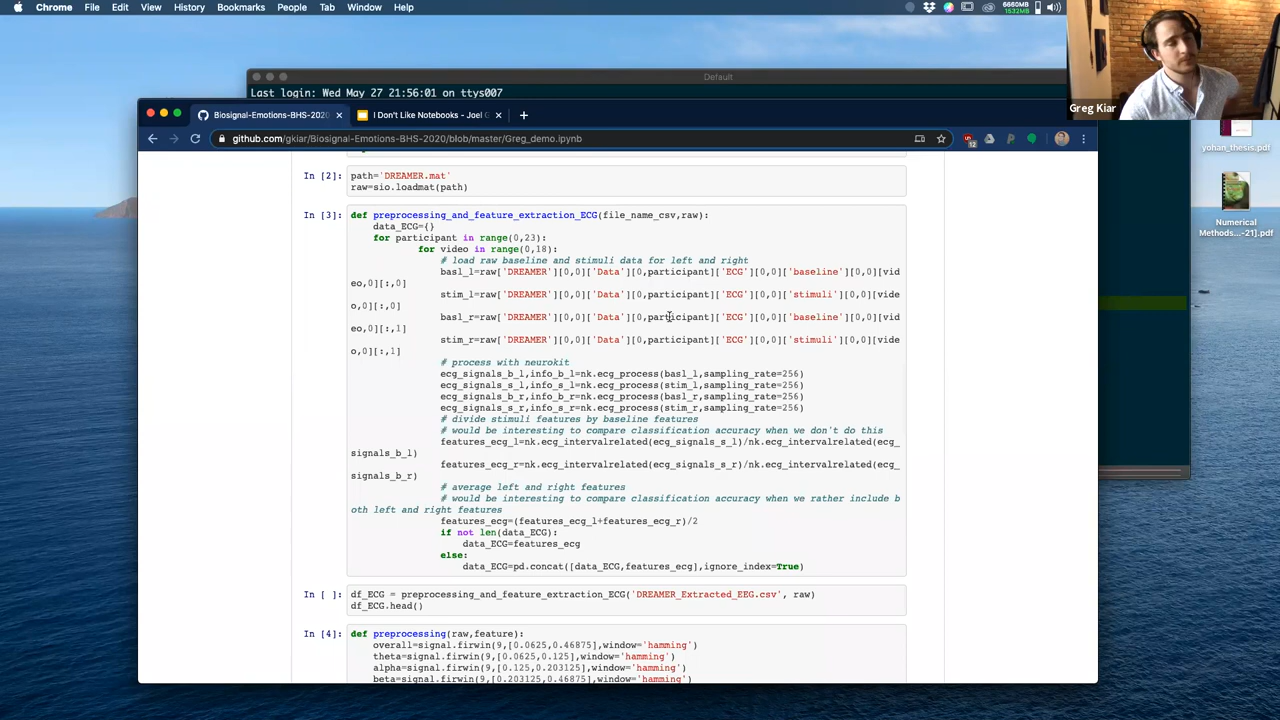 Chrome File Edit View History Bookmarks People Tab Window Help
6660MB
1532MB
Default
Last login: Wed May 27 21:56:01 on ttys007
Greg Kiar
Biosignal-Emotions-BHS-2020
I Don't Like Notebooks - Joel G
github.com/gkiar/Biosignal-Emotions-BHS-2020/blob/master/Greg_demo.ipynb
12
yohan_thesis.pdf
Numerical
Methods...-21].pdf
In [2]:
path='DREAMER.mat'
raw=sio.loadmat(path)
In [3]:
def preprocessing_and_feature_extraction_ECG(file_name_csv,raw):
data_ECG={}
for participant in range(0,23):
for video in range(0,18):
# load raw baseline and stimuli data for left and right
basl_l=raw['DREAMER'][0,0]['Data'][0,participant]['ECG'][0,0]['baseline'][0,0][vid
eo,0][:,0]
stim_l=raw['DREAMER'][0,0]['Data'][0,participant]['ECG'][0,0]['stimuli'][0,0][vide
o,0][:,0]
basl_r=raw['DREAMER'][0,0]['Data'][0,participant]['ECG'][0,0]['baseline'][0,0][vid
eo,0][:,1]
stim_r=raw['DREAMER'][0,0]['Data'][0,participant]['ECG'][0,0]['stimuli'][0,0][vide
o,0][:,1]
# process with neurokit
ecg_signals_b_l,info_b_l=nk.ecg_process(basl_l,sampling_rate=256)
ecg_signals_s_l,info_s_l=nk.ecg_process(stim_l,sampling_rate=256)
ecg_signals_b_r,info_b_r=nk.ecg_process(basl_r,sampling_rate=256)
ecg_signals_s_r,info_s_r=nk.ecg_process(stim_r,sampling_rate=256)
# divide stimuli features by baseline features
# would be interesting to compare classification accuracy when we don't do this
features_ecg_l=nk.ecg_intervalrelated(ecg_signals_s_l)/nk.ecg_intervalrelated(ecg_
signals_b_l)
features_ecg_r=nk.ecg_intervalrelated(ecg_signals_s_r)/nk.ecg_intervalrelated(ecg_
signals_b_r)
# average left and right features
# would be interesting to compare classification accuracy when we rather include b
oth left and right features
features_ecg=(features_ecg_l+features_ecg_r)/2
if not len(data_ECG):
data_ECG=features_ecg
else:
data_ECG=pd.concat([data_ECG,features_ecg],ignore_index=True)
In [ ]:
df_ECG = preprocessing_and_feature_extraction_ECG('DREAMER_Extracted_EEG.csv', raw)
df_ECG.head()
In [4]:
def preprocessing(raw,feature):
overall=signal.firwin(9,[0.0625,0.46875],window='hamming')
theta=signal.firwin(9,[0.0625,0.125],window='hamming')
alpha=signal.firwin(9,[0.125,0.203125],window='hamming')
beta=signal.firwin(9,[0.203125,0.46875],window='hamming')